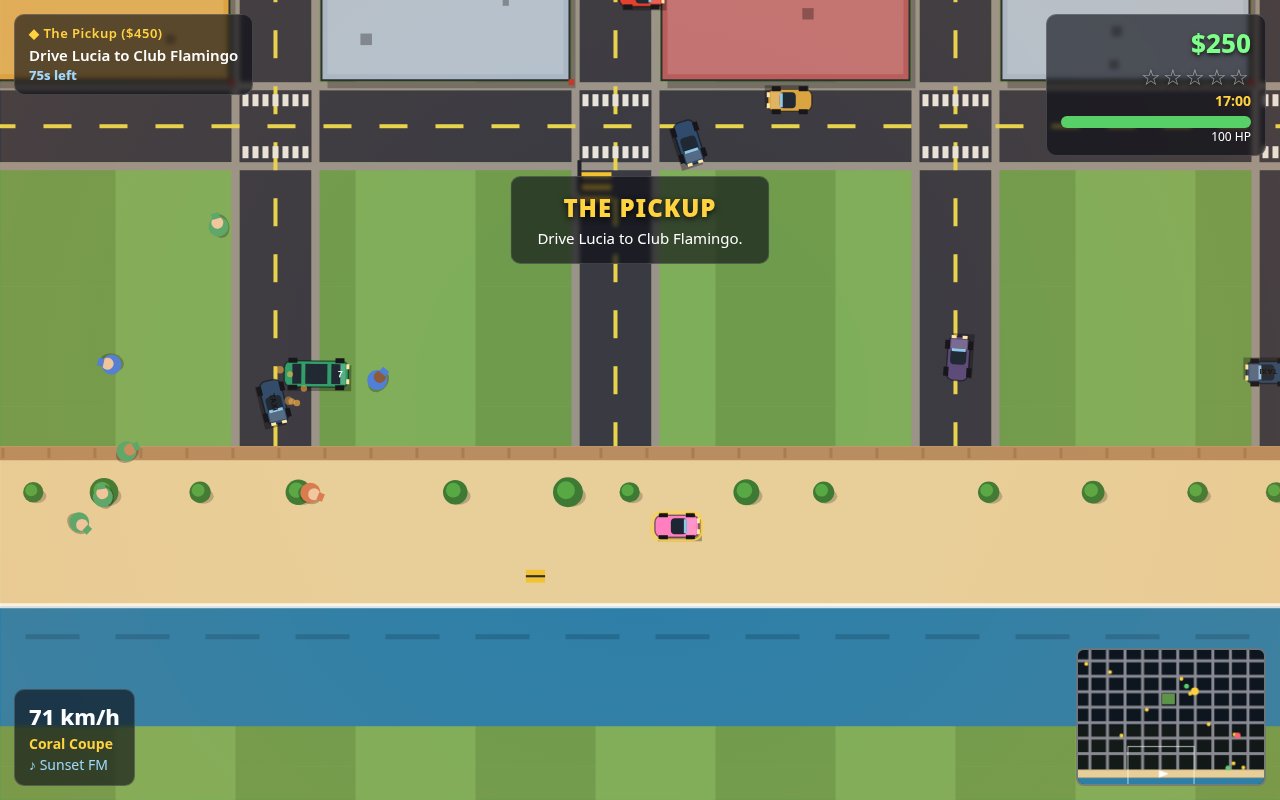 ◆ The Pickup ($450)
Drive Lucia to Club Flamingo
75s left
$250
☆☆☆☆☆
17:00
100 HP
THE PICKUP
Drive Lucia to Club Flamingo.
7
71 km/h
Coral Coupe
♪ Sunset FM